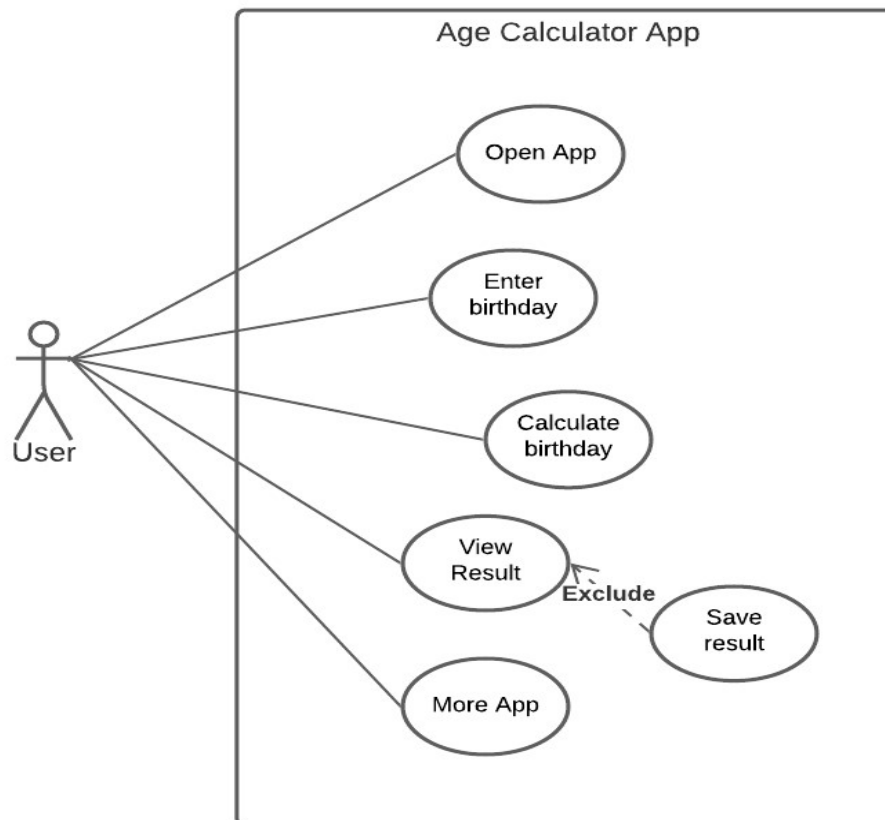 Age Calculator App
Open App
Enter
birthday
Calculate
birthday
User
View
Result
Exclude
Save
result
More App